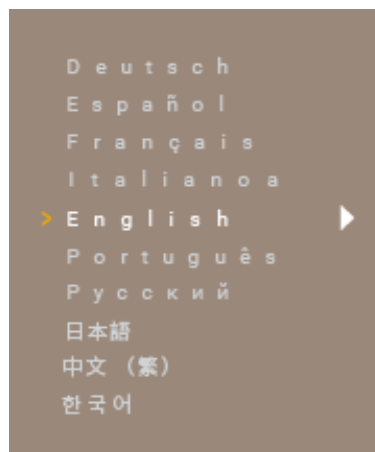 Deutsch
Español
Français
Italianoa
> English
Português
Русский
日本語
中文 （繁）
한국어